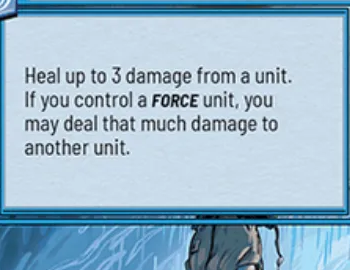 Heal up to 3 damage from a unit.
If you control a FORCE unit, you
may deal that much damage to
another unit.